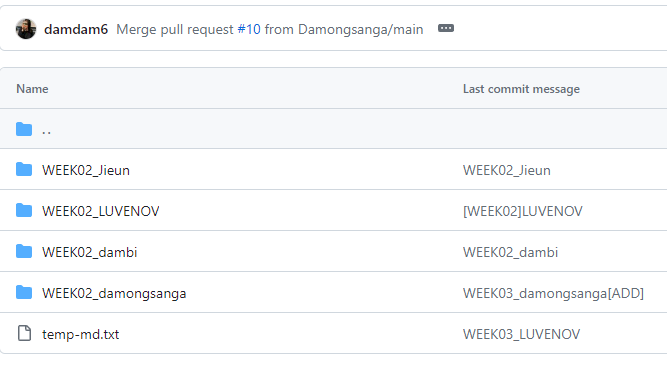 damdam6 Merge pull request #10 from Damongsanga/main
Name Last commit message
..
WEEK02_Jieun WEEK02_Jieun
WEEK02_LUVENOV [WEEK02]LUVENOV
WEEK02_dambi WEEK02_dambi
WEEK02_damongsanga WEEK03_damongsanga[ADD]
temp-md.txt WEEK03_LUVENOV